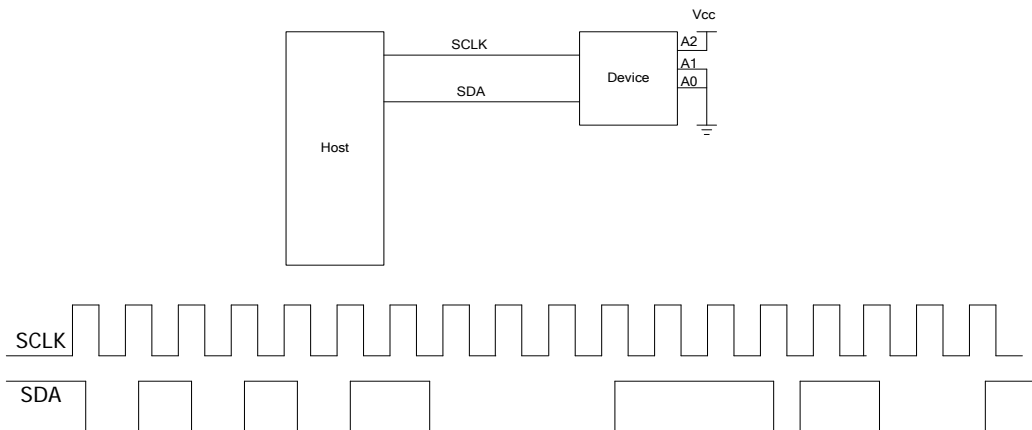 Vcc
SCLK
A2
A1
Device
A0
SDA
Host
SCLK
SDA